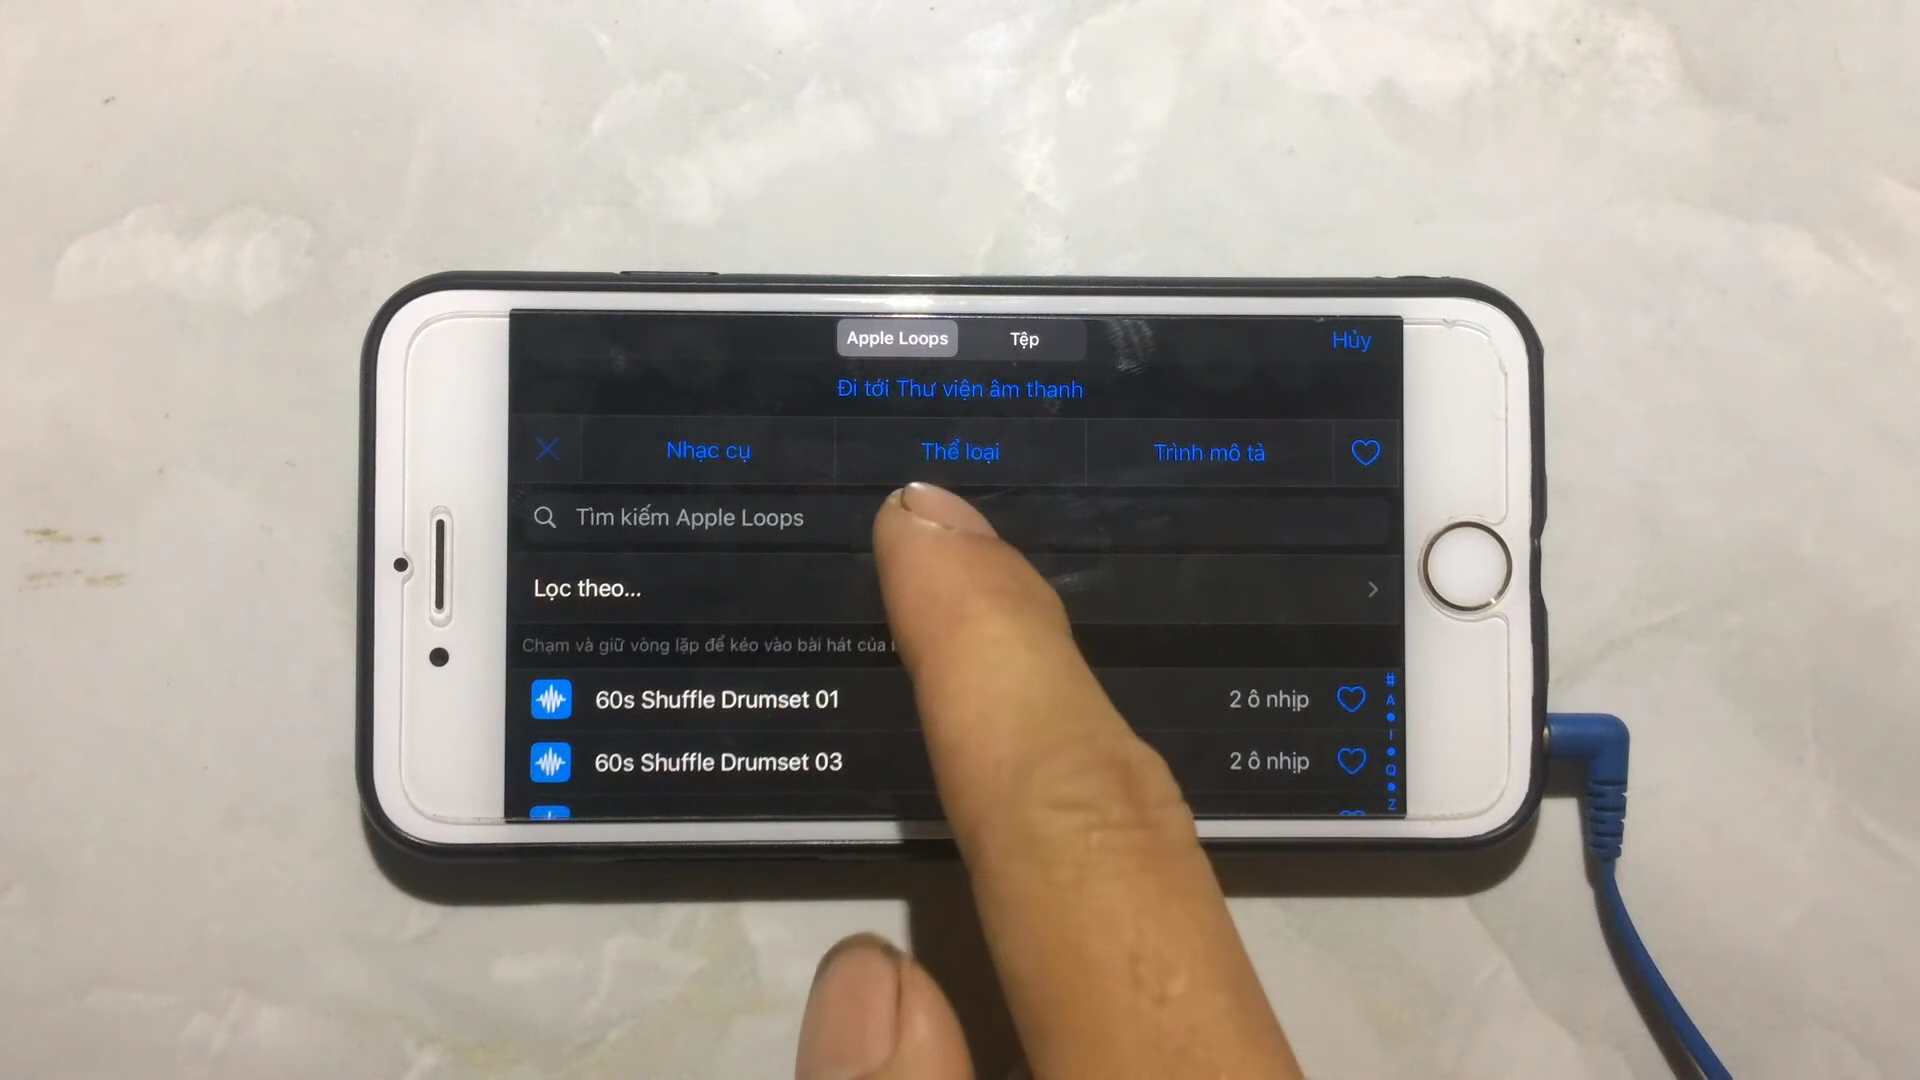 Apple Loops Tệp Hủy
Đi tới Thư viện âm thanh
Nhạc cụ Thể loại Trình mô tả
Tìm kiếm Apple Loops
Lọc theo...
Chạm và giữ vòng lặp để kéo vào bài hát của
60s Shuffle Drumset 01 2 ô nhịp
60s Shuffle Drumset 03 2 ô nhịp
#
A
I
Q
Z